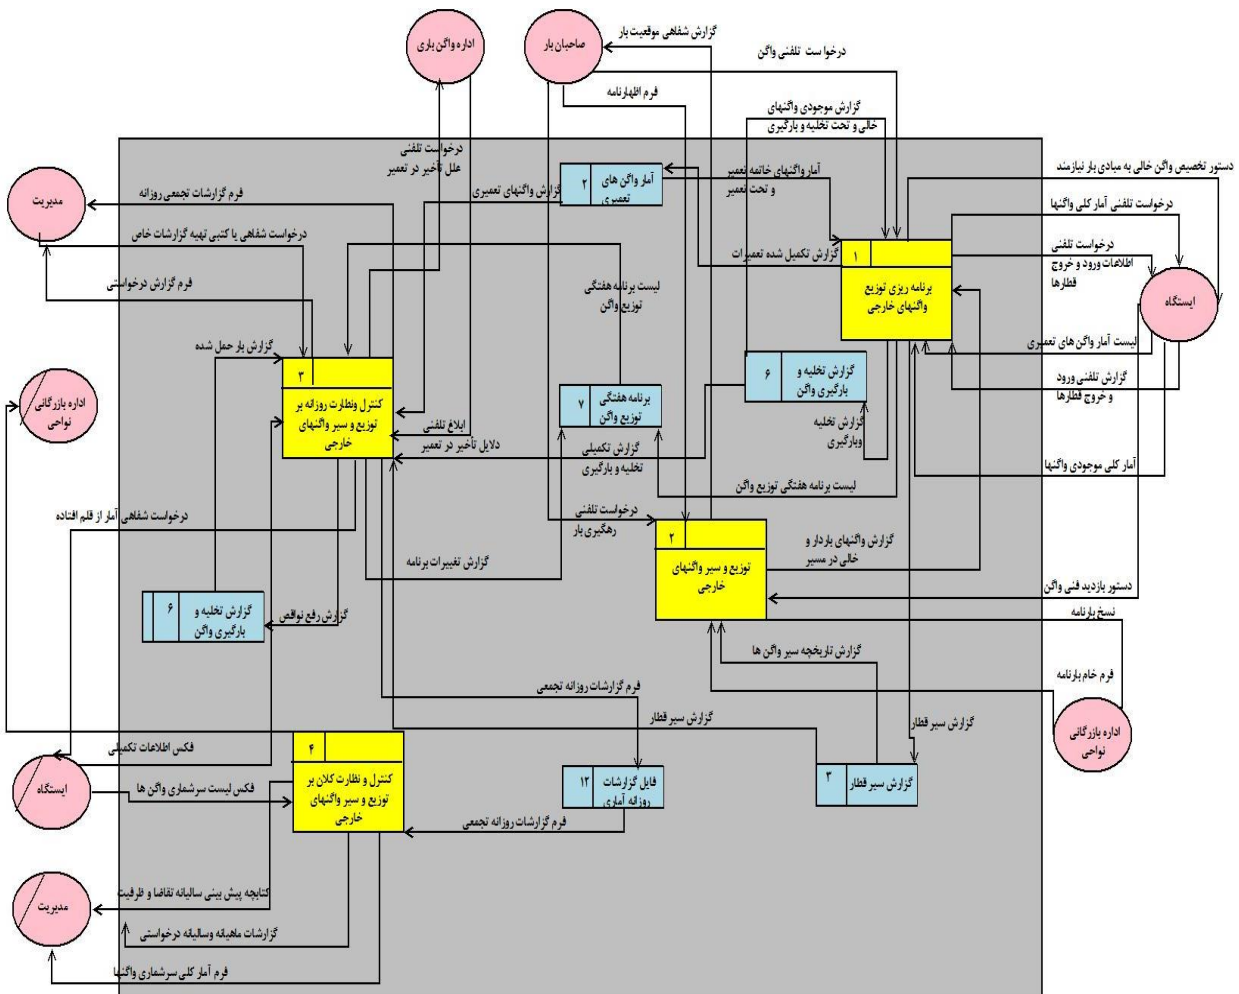 اداره واگن باری
صاحبان بار
گزارش شفاهی موقعیت بار
درخواست تلفنی واگن
فرم اظهارنامه
گزارش موجودی واگنهای
خالی و تحت تخلیه و بارگیری
درخواست تلفنی
علل تأخیر در تعمیر
۲
آمار واگن های
تعمیری
آمار واگنهای خاتمه تعمیر
و تحت تعمیر
دستور تخصیص واگن خالی به مبادی بار نیازمند
مدیریت
فرم گزارشات تجمعی روزانه
گزارش واگنهای تعمیری
درخواست تلفنی آمار کلی واگنها
درخواست شفاهی یا کتبی تهیه گزارشات خاص
گزارش تکمیل شده تعمیرات
۱
برنامه ریزی توزیع
واگنهای خارجی
درخواست تلفنی
اطلاعات ورود و خروج
قطارها
ایستگاه
فرم گزارش درخواستی
لیست برنامه هفتگی
توزیع واگن
گزارش بار حمل شده
لیست آمار واگن های تعمیری
۳
کنترل ونظارت روزانه بر
توزیع و سیر واگنهای
خارجی
۷
برنامه هفتگی
توزیع واگن
۶
گزارش تخلیه و
بارگیری واگن
گزارش تلفنی ورود
و خروج قطارها
اداره بازرگانی
نواحی
ابلاغ تلفنی
دلایل تأخیر در تعمیر
گزارش تکمیلی
تخلیه و بارگیری
گزارش تخلیه
وبارگیری
آمار کلی موجودی واگنها
لیست برنامه هفتگی توزیع واگن
درخواست شفاهی آمار از قلم افتاده
درخواست تلفنی
رهگیری بار
۲
توزیع و سیر واگنهای
خارجی
گزارش واگنهای باردار و
خالی در مسیر
گزارش تغییرات برنامه
دستور بازدید فنی واگن
۶
گزارش تخلیه و
بارگیری واگن
گزارش رفع نواقص
نسخ بارنامه
گزارش تاریخچه سیر واگن ها
فرم خام بارنامه
فرم گزارشات روزانه تجمعی
گزارش سیر قطار
گزارش سیر قطار
اداره بازرگانی
نواحی
فکس اطلاعات تکمیلی
۴
کنترل و نظارت کلان بر
توزیع و سیر واگنهای
خارجی
ایستگاه
فکس لیست سرشماری واگن ها
۱۲
فایل گزارشات
روزانه آماری
۳
گزارش سیر قطار
فرم گزارشات روزانه تجمعی
کتابچه پیش بینی سالیانه تقاضا و ظرفیت
مدیریت
گزارشات ماهیانه وسالیانه درخواستی
فرم آمار کلی سرشماری واگنها